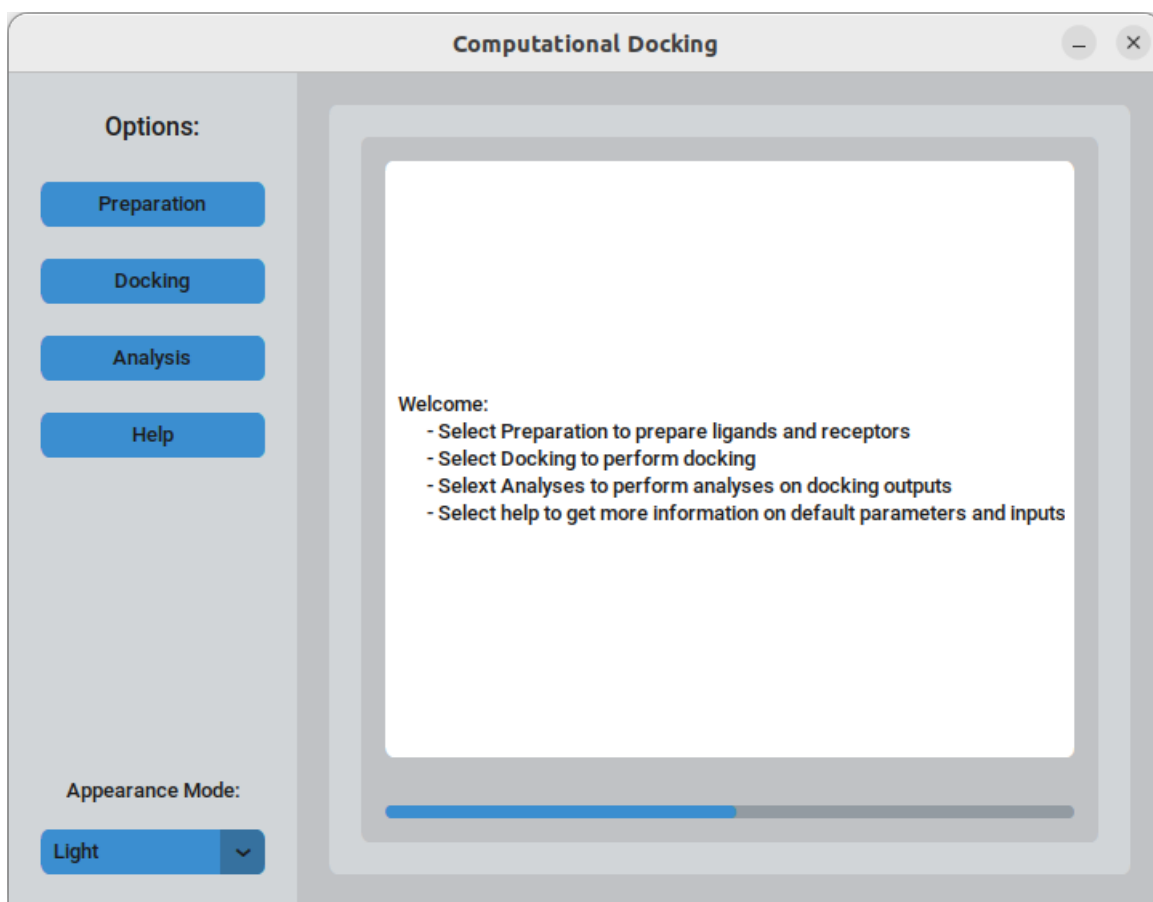 Computational Docking
Options:
Preparation
Docking
Analysis
Help
Appearance Mode:
Light
Welcome:
- Select Preparation to prepare ligands and receptors
- Select Docking to perform docking
- Selext Analyses to perform analyses on docking outputs
- Select help to get more information on default parameters and inputs